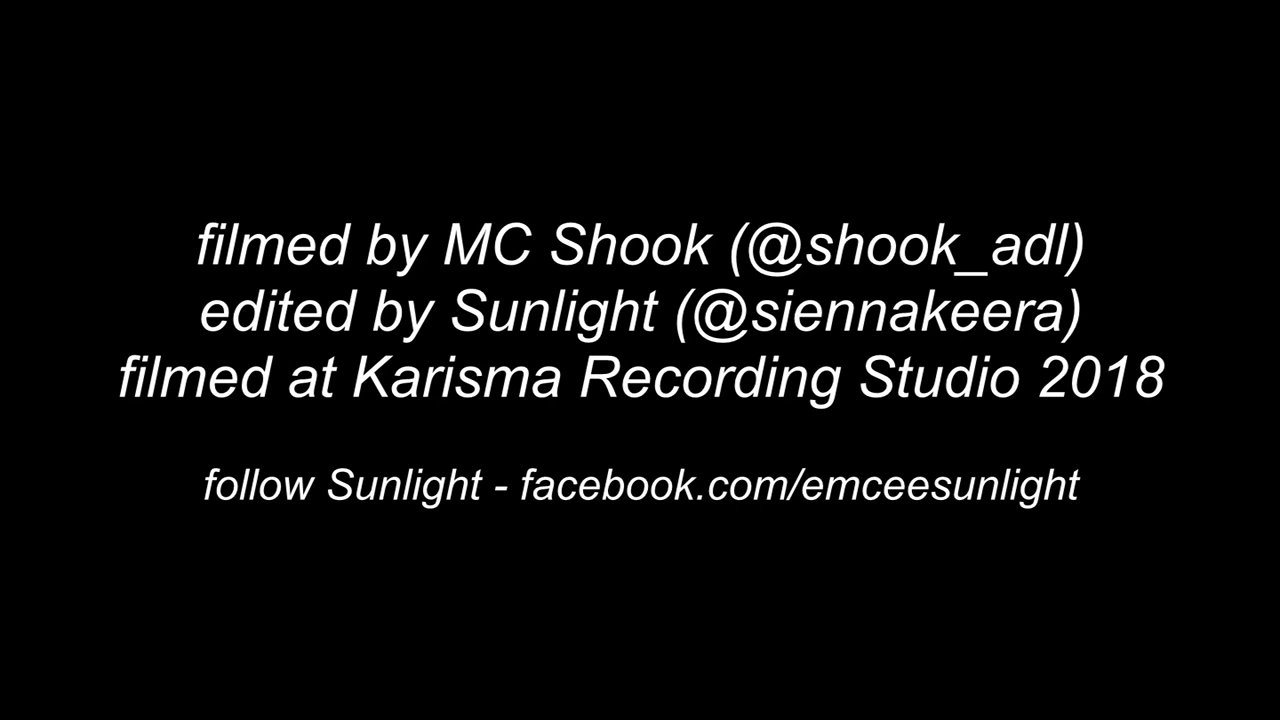 filmed by MC Shook (@shook_adl)
edited by Sunlight (@siennakeera)
filmed at Karisma Recording Studio 2018
follow Sunlight - facebook.com/emceesunlight